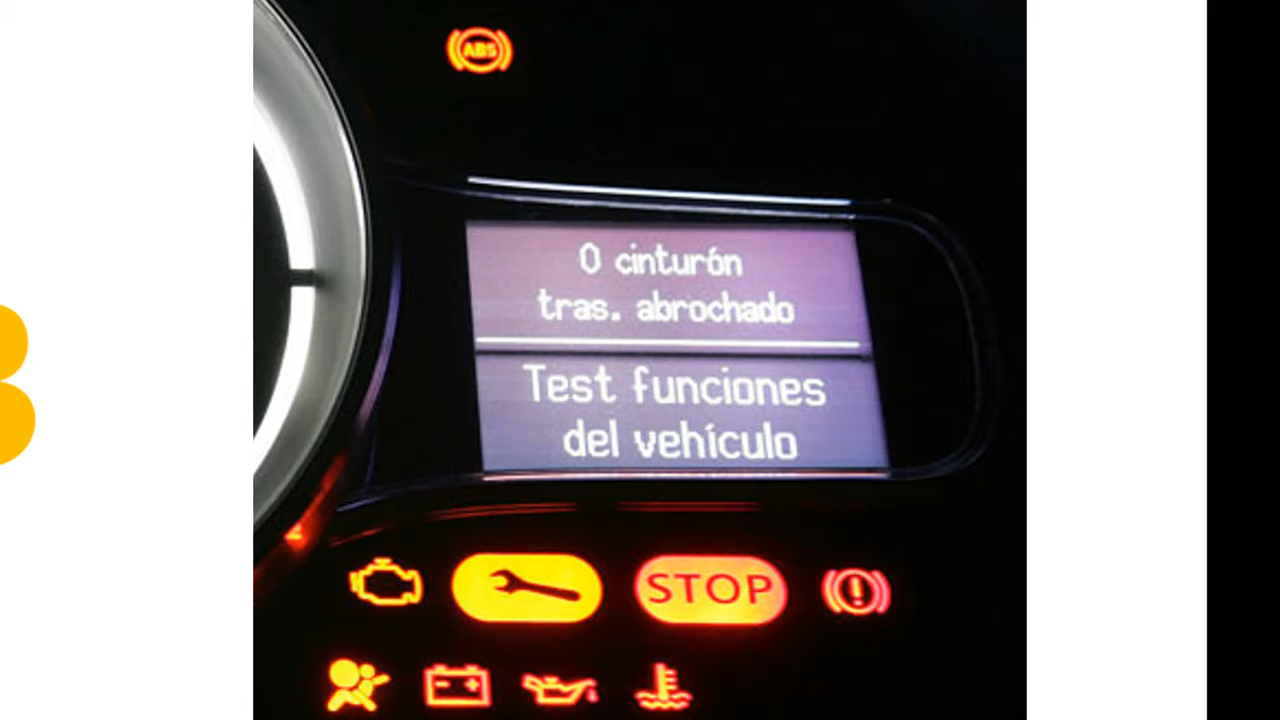 ABS
0 cinturón
tras. abrochado
Test funciones
del vehículo
STOP